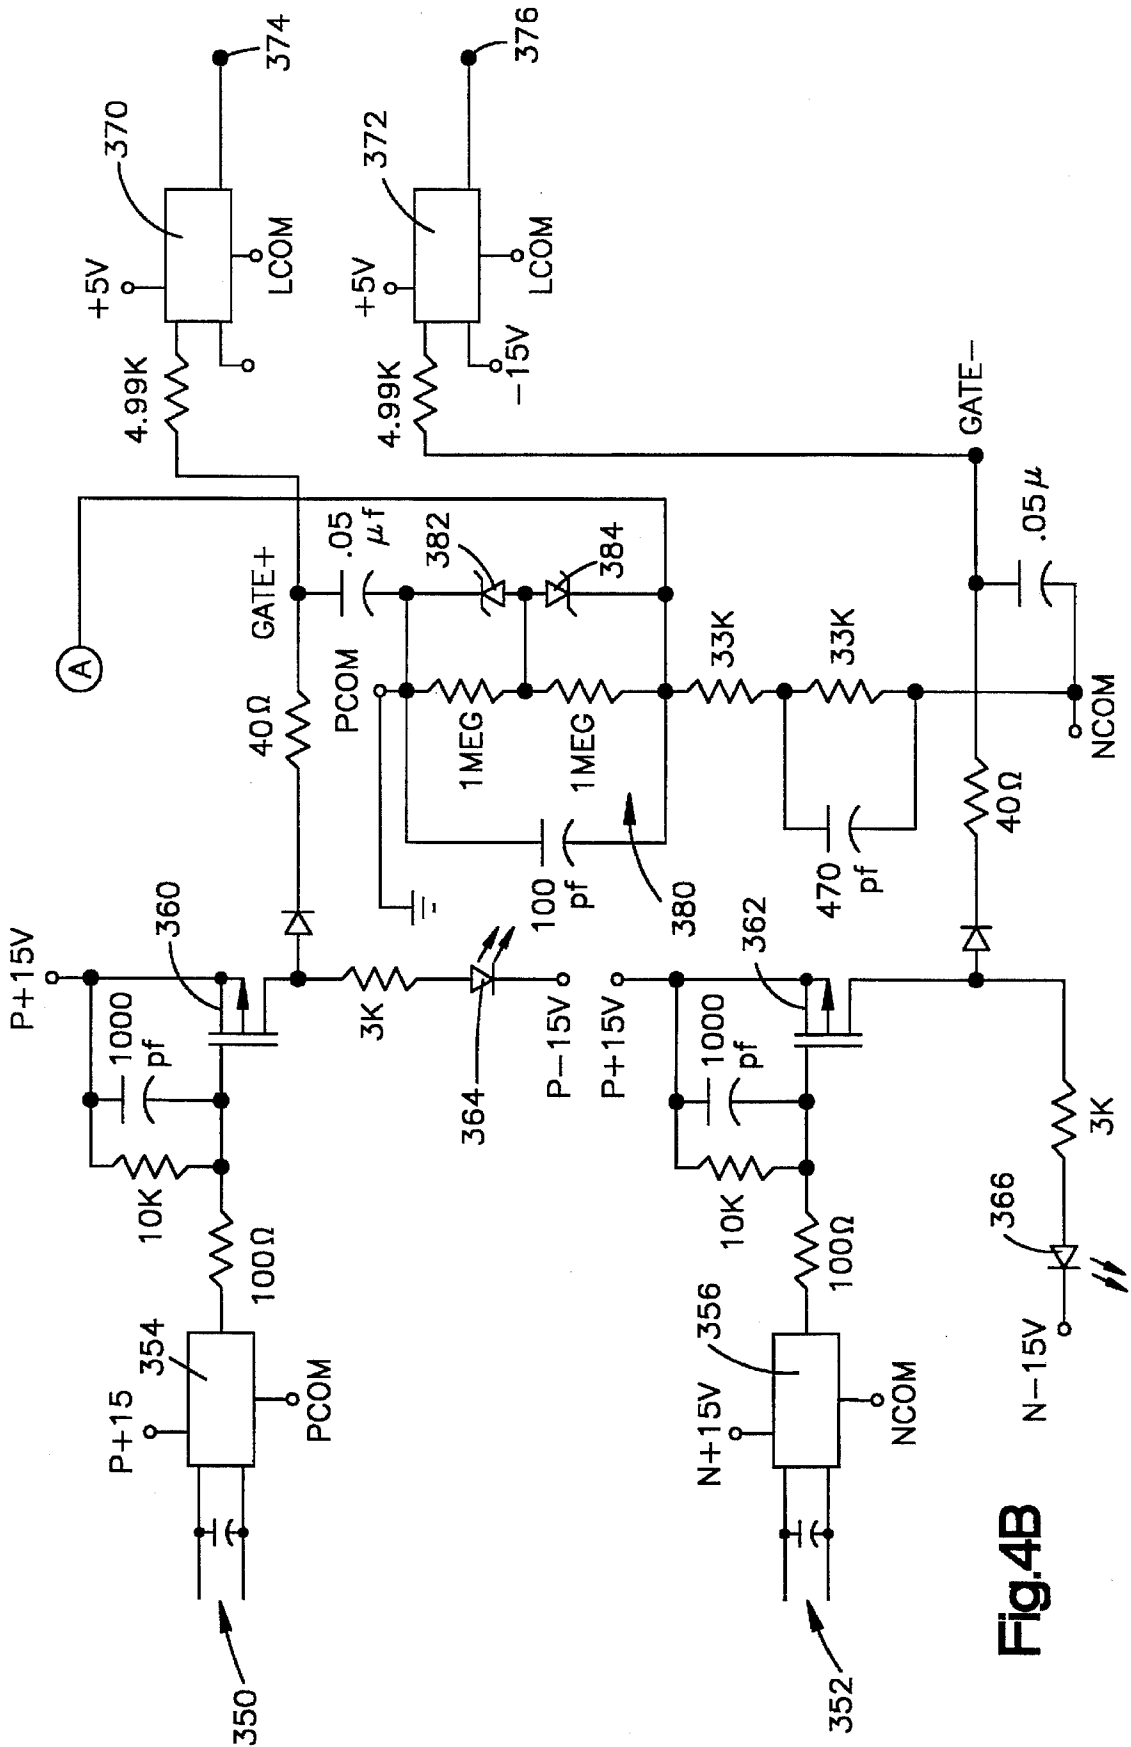 374
370
+5V
LCOM
4.99K
376
372
+5V
LCOM
-15V
4.99K
GATE-
A
GATE+
.05
μf
382
384
.05μ
PCOM
40Ω
1MEG
1MEG
33K
33K
NCOM
40Ω
100
pf
380
470
pf
P+15V
360
1000
pf
3K
364
P-15V
P+15V
362
1000
pf
3K
10K
100Ω
10K
100Ω
366
N-15V
P+15
354
PCOM
N+15V
356
NCOM
350
352
Fig.4B